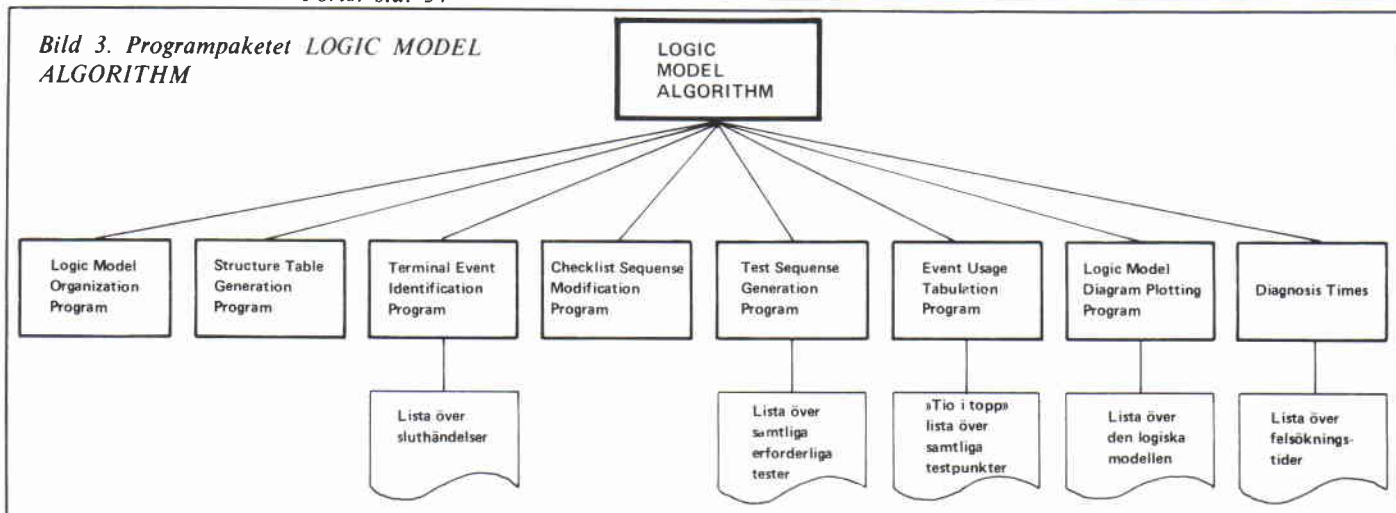 Bild 3. Programpaketet LOGIC MODEL
ALGORITHM
LOGIC
MODEL
ALGORITHM
Logic Model
Organization
Program
Structure Table
Generation
Program
Terminal Event
Identification
Program
Checklist Sequense
Modification
Program
Test Sequense
Generation
Program
Event Usage
Tabulation
Program
Logic Model
Diagram Plotting
Program
Diagnosis Times
Lista över
sluthändelser
Lista över
samtliga
erforderliga
tester
»Tio i topp»
lista över
samtliga
testpunkter
Lista över
den logiska
modellen
Lista över
felsöknings-
tider